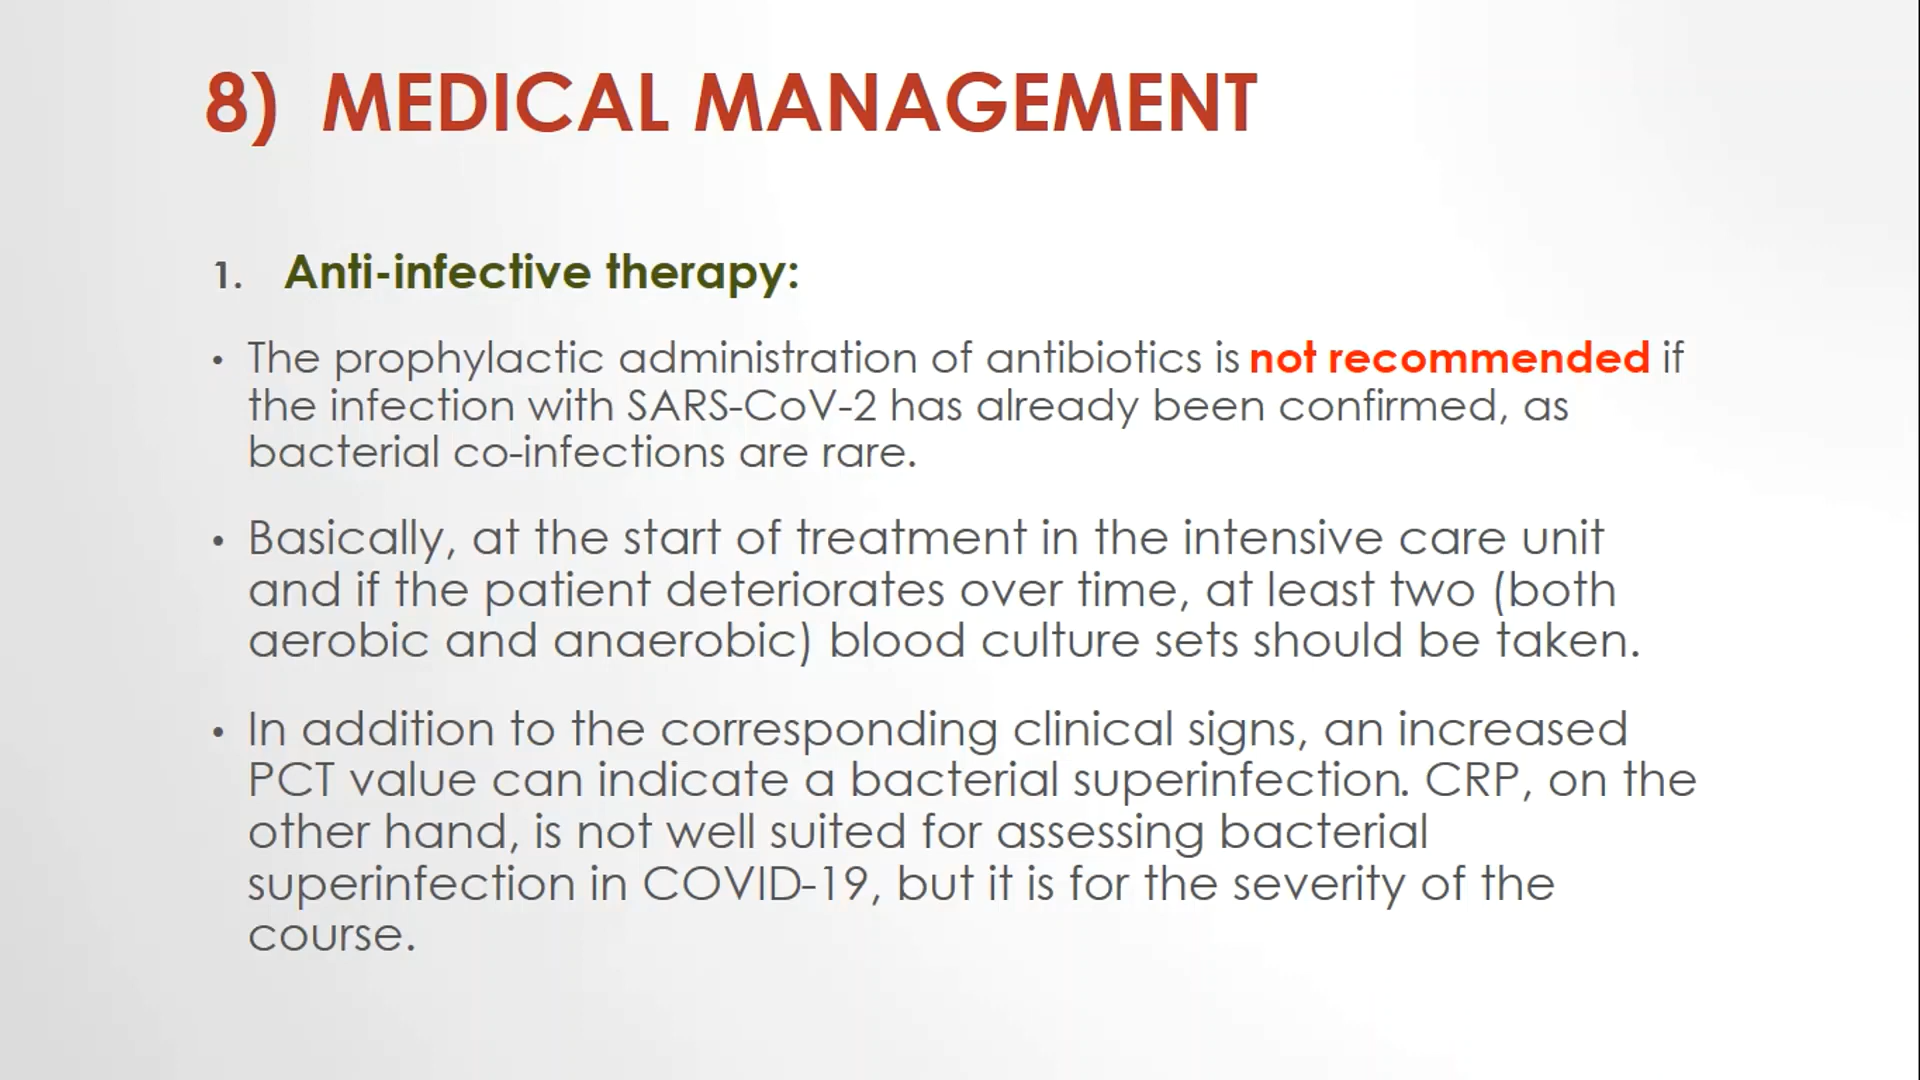 8) MEDICAL MANAGEMENT
1. Anti-infective therapy:
• The prophylactic administration of antibiotics is not recommended if
the infection with SARS-CoV-2 has already been confirmed, as
bacterial co-infections are rare.
• Basically, at the start of treatment in the intensive care unit
and if the patient deteriorates over time, at least two (both
aerobic and anaerobic) blood culture sets should be taken.
• In addition to the corresponding clinical signs, an increased
PCT value can indicate a bacterial superinfection. CRP, on the
other hand, is not well suited for assessing bacterial
superinfection in COVID-19, but it is for the severity of the
course.